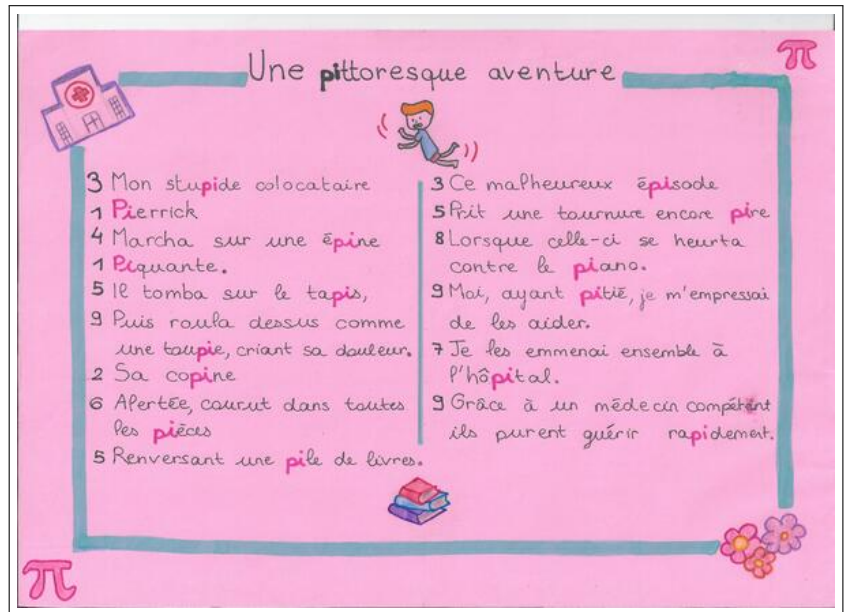 Une pittoresque aventure
π
3 Mon stupide colocataire
1 Pierrick
4 Marcha sur une épine
1 Piquante.
5 Il tomba sur le tapis,
9 Puis roula dessus comme
une toupie, criant sa douleur.
2 Sa copine
6 Alertée, courut dans toutes
les pièces
5 Renversant une pile de livres.
3 Ce malheureux épisode
5 Prit une tournure encore pire
8 Lorsque celle-ci se heurta
contre le piano.
9 Moi, ayant pitié, je m'empressai
de les aider.
7 Je les emmenai ensemble à
l'hôpital.
9 Grâce à un médecin compétent
ils purent guérir rapidement.
π